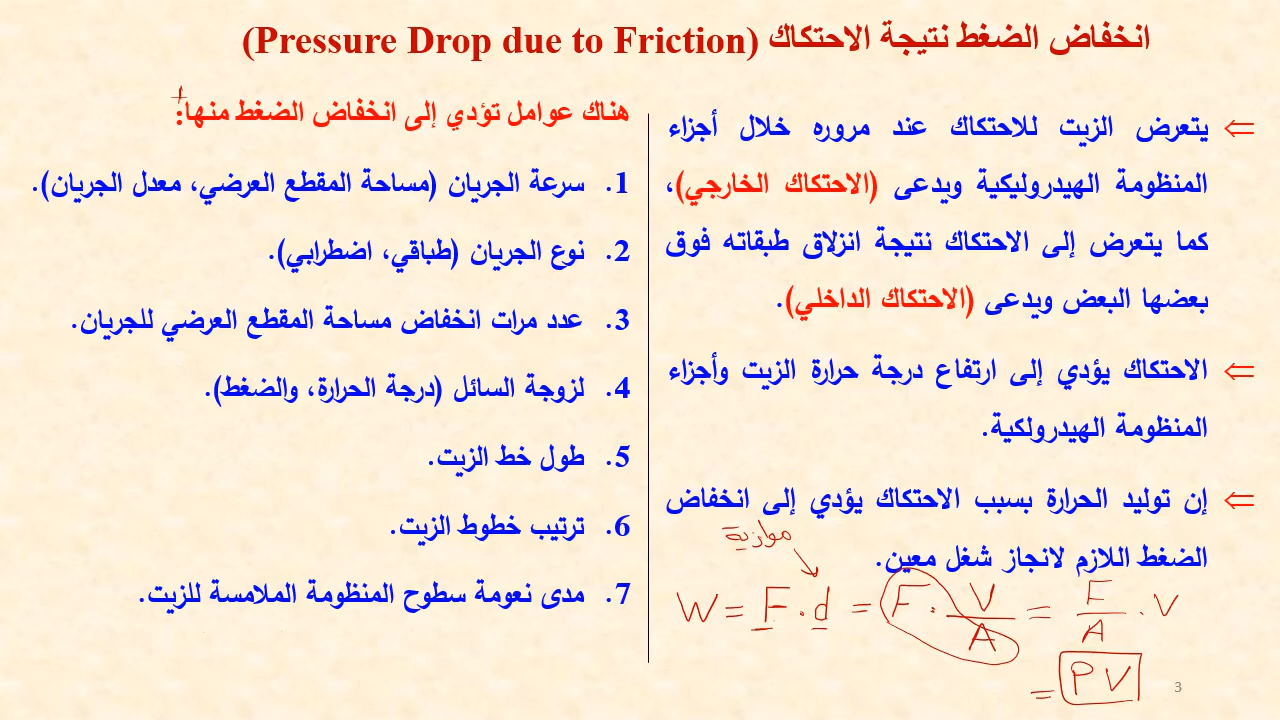 انخفاض الضغط نتيجة الاحتكاك (Pressure Drop due to Friction)
⇐ يتعرض الزيت للاحتكاك عند مروره خلال أجزاء
المنظومة الهيدروليكية ويدعى (الاحتكاك الخارجي)،
كما يتعرض إلى الاحتكاك نتيجة انزلاق طبقاته فوق
بعضها البعض ويدعى (الاحتكاك الداخلي).
⇐ الاحتكاك يؤدي إلى ارتفاع درجة حرارة الزيت وأجزاء
المنظومة الهيدرولكية.
⇐ إن توليد الحرارة بسبب الاحتكاك يؤدي إلى انخفاض
الضغط اللازم لانجاز شغل معين.
موازية
W = F . d = F . V/A = F/A . V
= PV
هناك عوامل تؤدي إلى انخفاض الضغط منها:
1. سرعة الجريان (مساحة المقطع العرضي، معدل الجريان).
2. نوع الجريان (طباقي، اضطرابي).
3. عدد مرات انخفاض مساحة المقطع العرضي للجريان.
4. لزوجة السائل (درجة الحرارة، والضغط).
5. طول خط الزيت.
6. ترتيب خطوط الزيت.
7. مدى نعومة سطوح المنظومة الملامسة للزيت.
3